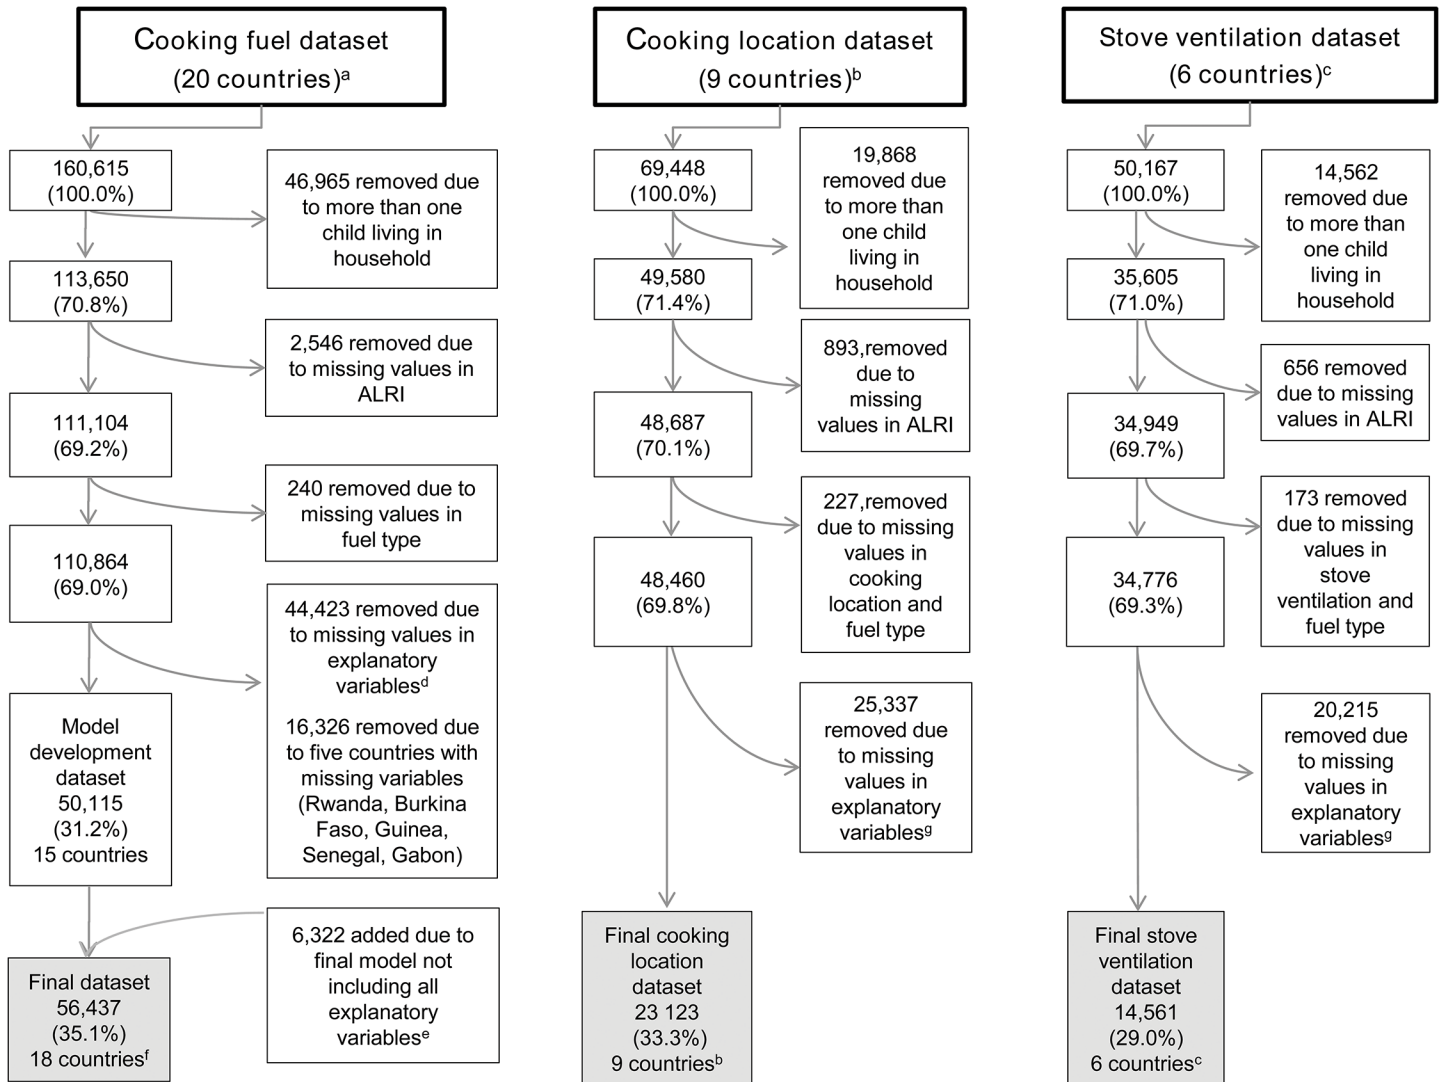 Cooking fuel dataset
(20 countries)a
160,615
(100.0%)
46,965 removed due
to more than one
child living in
household
113,650
(70.8%)
2,546 removed due
to missing values in
ALRI
111,104
(69.2%)
240 removed due to
missing values in
fuel type
110,864
(69.0%)
44,423 removed due
to missing values in
explanatory
variablesd
16,326 removed due
to five countries with
missing variables
(Rwanda, Burkina
Faso, Guinea,
Senegal, Gabon)
Model
development
dataset
50,115
(31.2%)
15 countries
6,322 added due to
final model not
including all
explanatory
variablese
Final dataset
56,437
(35.1%)
18 countriesf
Cooking location dataset
(9 countries)b
69,448
(100.0%)
19,868
removed due
to more than
one child
living in
household
49,580
(71.4%)
893,removed
due to
missing
values in ALRI
48,687
(70.1%)
227,removed
due to missing
values in
cooking
location and
fuel type
48,460
(69.8%)
25,337
removed due
to missing
values in
explanatory
variablesg
Final cooking
location
dataset
23 123
(33.3%)
9 countriesb
Stove ventilation dataset
(6 countries)c
50,167
(100.0%)
14,562
removed due
to more than
one child
living in
household
35,605
(71.0%)
656 removed
due to missing
values in ALRI
34,949
(69.7%)
173 removed
due to missing
values in
stove
ventilation and
fuel type
34,776
(69.3%)
20,215
removed due
to missing
values in
explanatory
variablesg
Final stove
ventilation
dataset
14,561
(29.0%)
6 countriesc